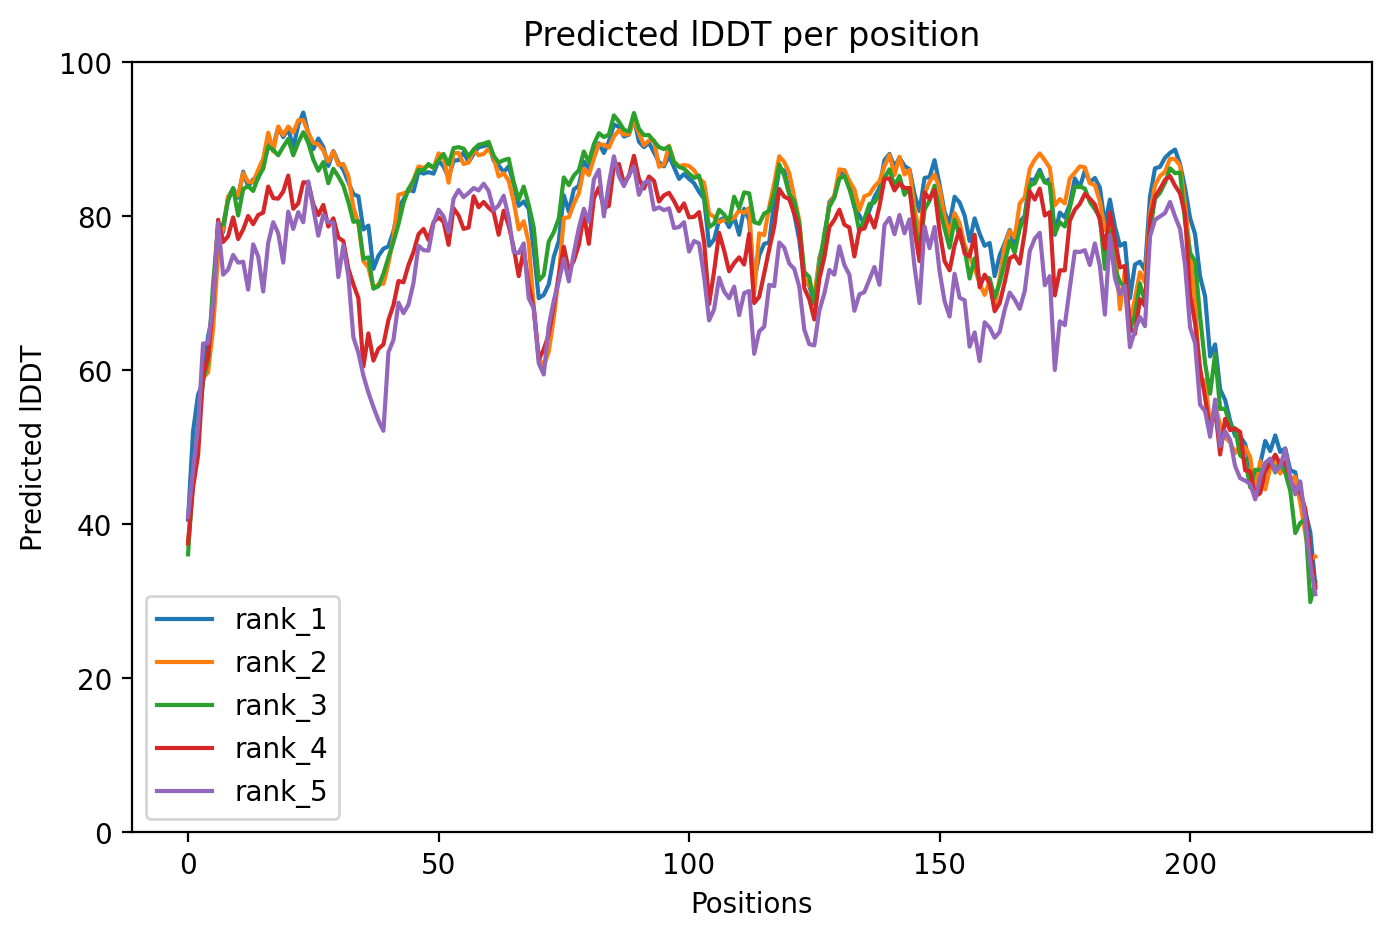 Predicted lDDT per position
100
80
60
40
20
0
Predicted lDDT
rank_1
rank_2
rank_3
rank_4
rank_5
0 50 100 150 200
Positions